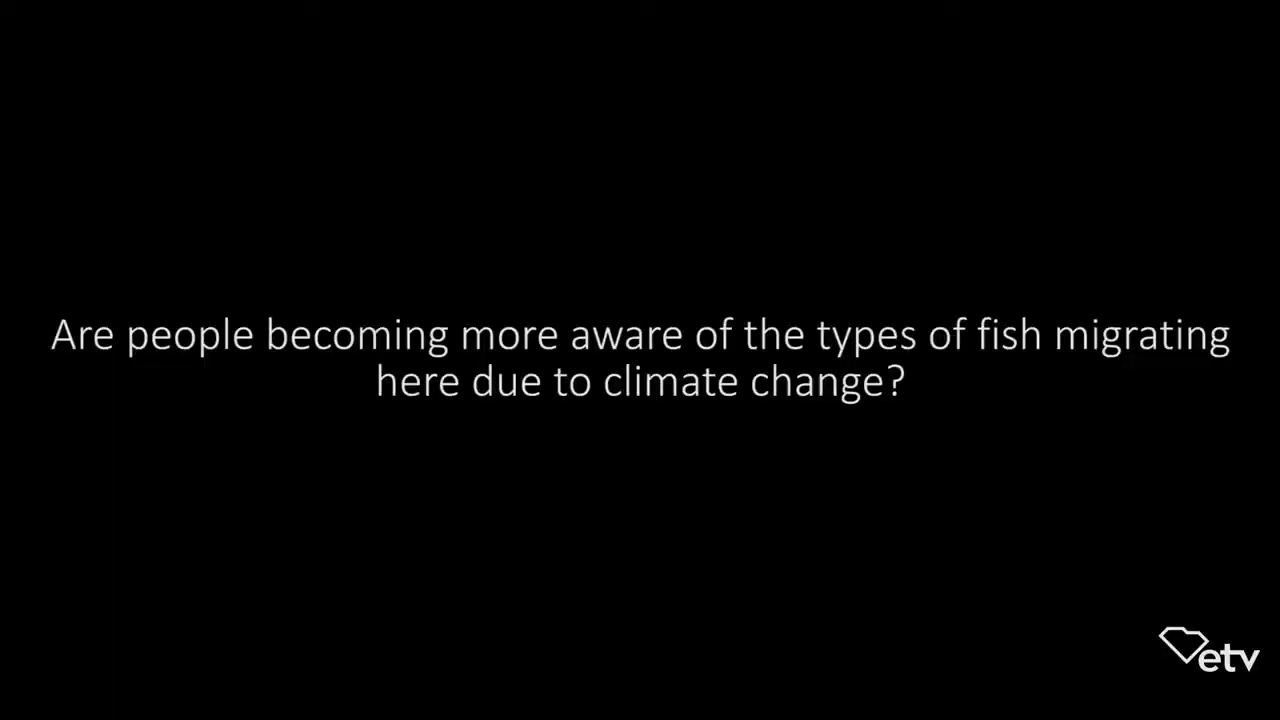 Are people becoming more aware of the types of fish migrating
here due to climate change?
etv